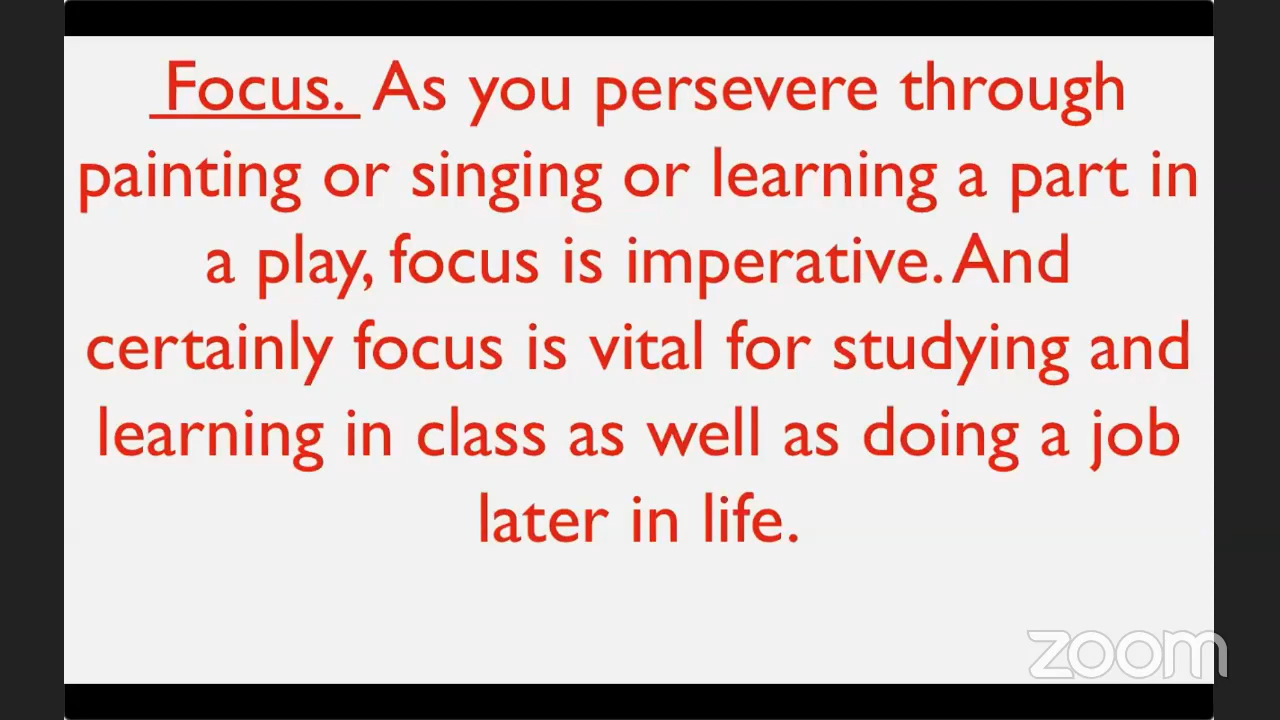 Focus. As you persevere through
painting or singing or learning a part in
a play, focus is imperative. And
certainly focus is vital for studying and
learning in class as well as doing a job
later in life.
zoom